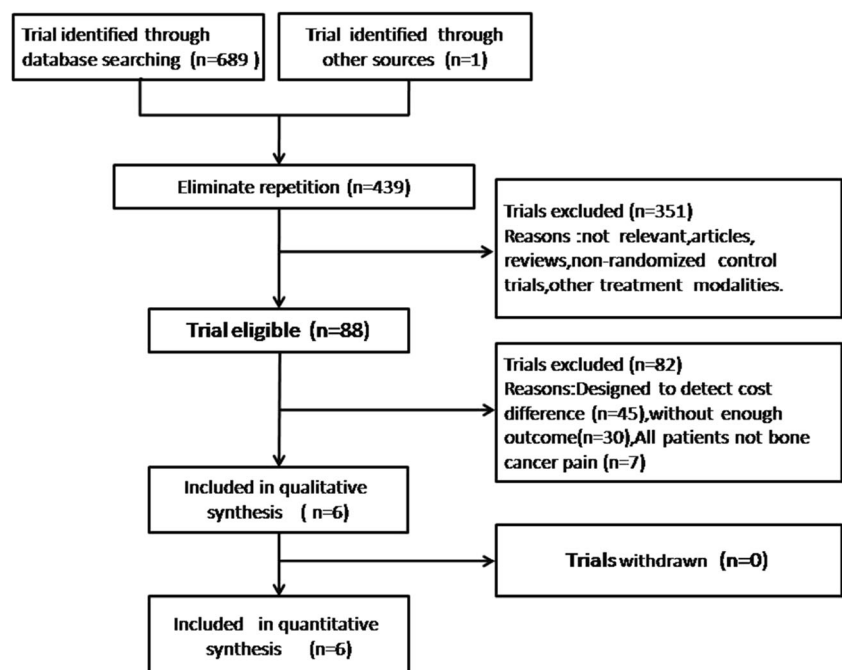 Trial identified through
database searching (n=689 )
Trial identified through
other sources (n=1)
Eliminate repetition (n=439)
Trials excluded (n=351)
Reasons :not relevant,articles,
reviews,non-randomized control
trials,other treatment modalities.
Trial eligible (n=88)
Trials excluded (n=82)
Reasons:Designed to detect cost
difference (n=45),without enough
outcome(n=30),All patients not bone
cancer pain (n=7)
Included in qualitative
synthesis ( n=6)
Trials withdrawn (n=0)
Included in quantitative
synthesis (n=6)